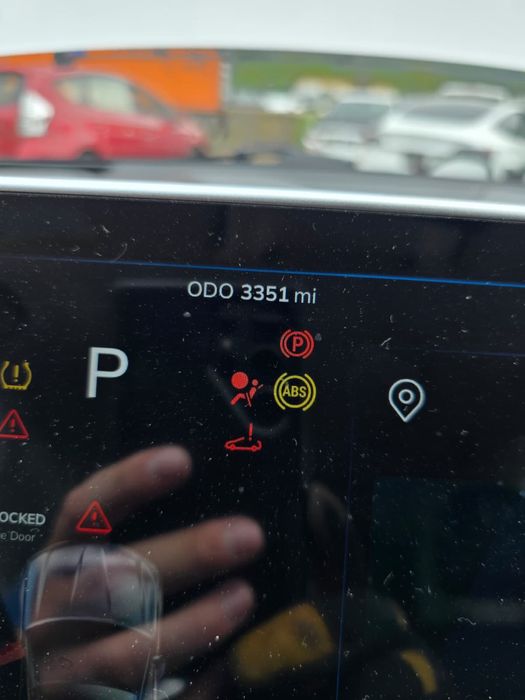 ODO 3351 mi
P
P
ABS
OCKED
e Door